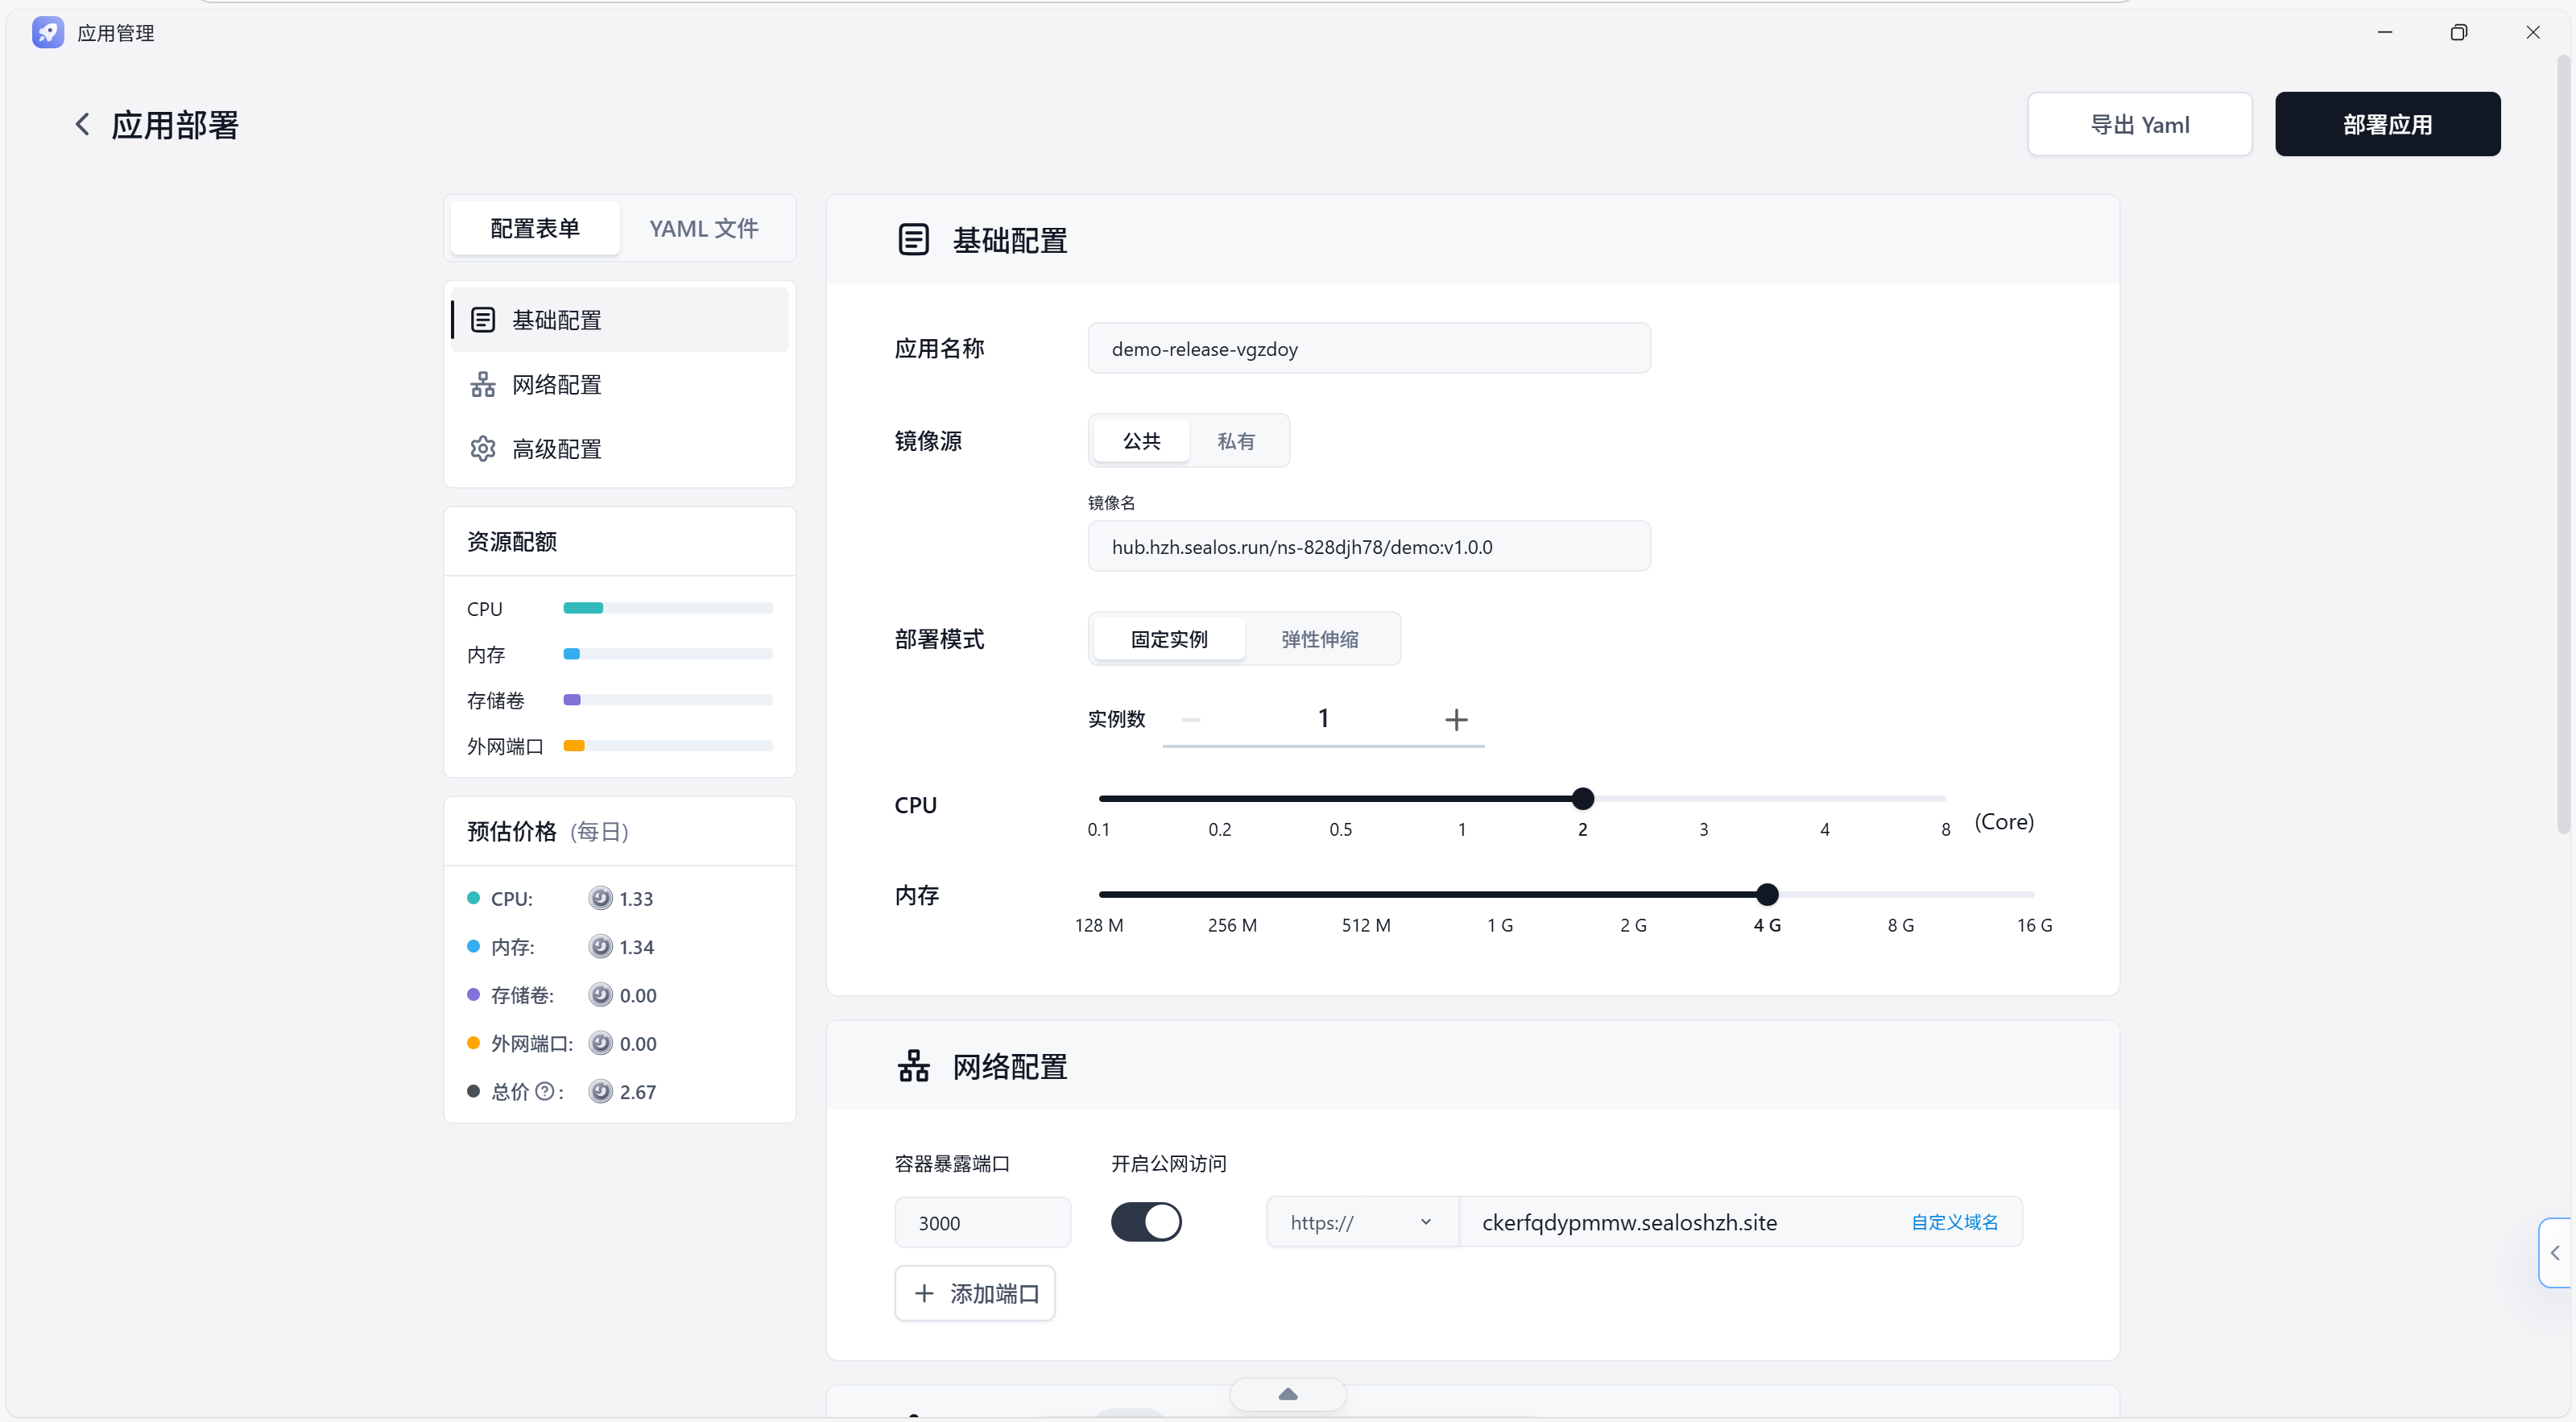 应用管理
应用部署
导出 Yaml
部署应用
配置表单
YAML 文件
基础配置
网络配置
高级配置
资源配额
CPU
内存
存储卷
外网端口
预估价格 (每日)
CPU: 1.33
内存: 1.34
存储卷: 0.00
外网端口: 0.00
总价 : 2.67
基础配置
应用名称
demo-release-vgzdoy
镜像源
公共
私有
镜像名
hub.hzh.sealos.run/ns-828djh78/demo:v1.0.0
部署模式
固定实例
弹性伸缩
实例数
1
CPU
0.1 0.2 0.5 1 2 3 4 8 (Core)
内存
128 M 256 M 512 M 1 G 2 G 4 G 8 G 16 G
网络配置
容器暴露端口
开启公网访问
3000
https://
ckerfqdypmmw.sealoshzh.site
自定义域名
添加端口